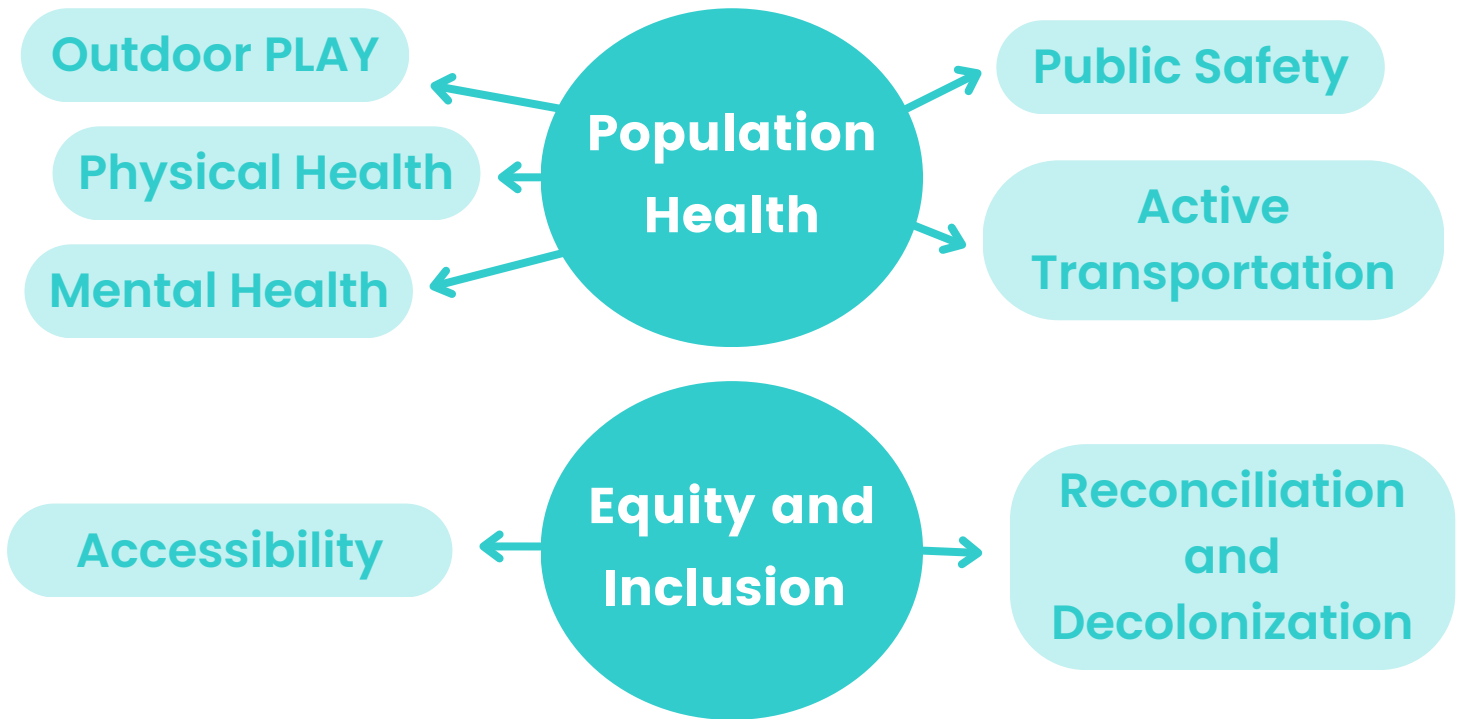 Outdoor PLAY
Physical Health
Mental Health
Population
Health
Public Safety
Active
Transportation
Accessibility
Equity and
Inclusion
Reconciliation
and
Decolonization